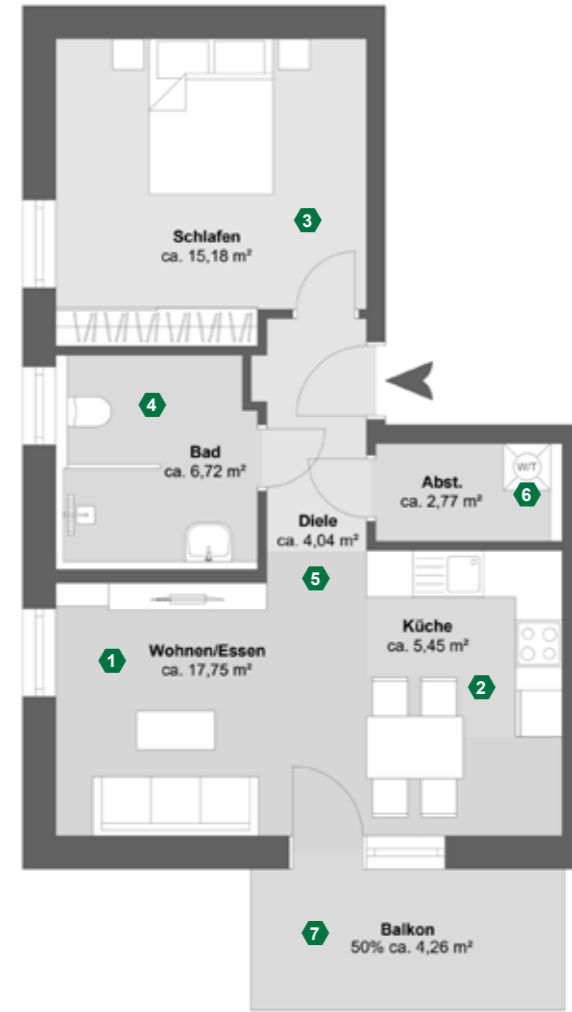 3
Schlafen
ca. 15,18 m²
4
Bad
ca. 6,72 m²
Abst.
ca. 2,77 m²
W/T
6
Diele
ca. 4,04 m²
5
Küche
ca. 5,45 m²
2
1
Wohnen/Essen
ca. 17,75 m²
7
Balkon
50% ca. 4,26 m²